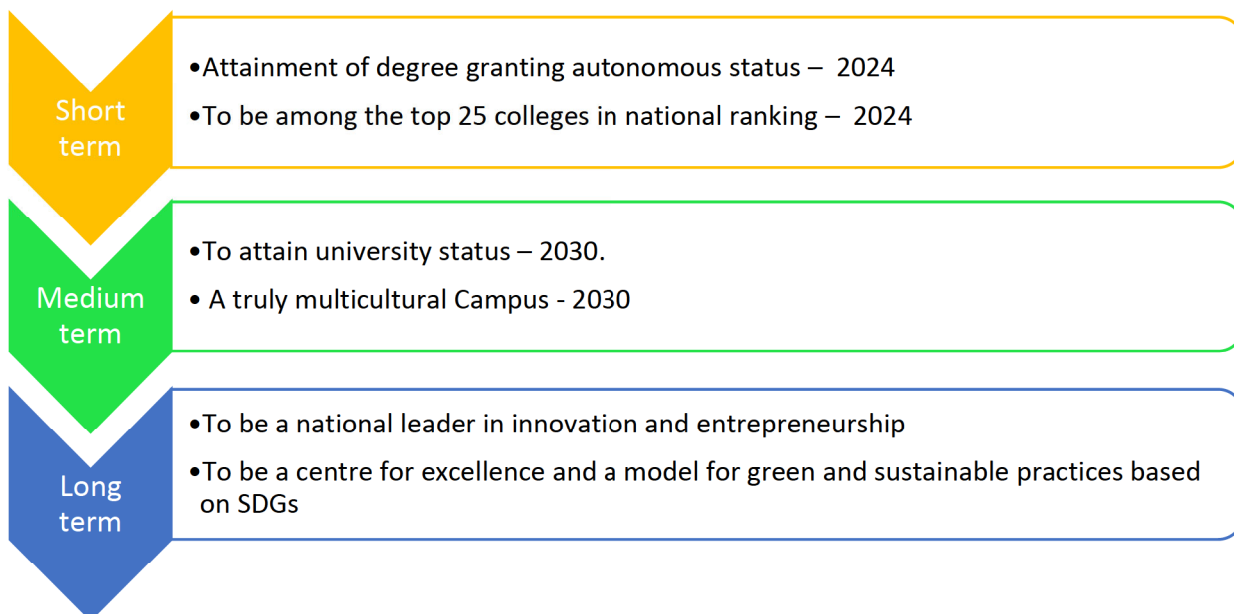 Short
term
•Attainment of degree granting autonomous status – 2024
•To be among the top 25 colleges in national ranking – 2024
Medium
term
•To attain university status – 2030.
• A truly multicultural Campus - 2030
Long
term
•To be a national leader in innovation and entrepreneurship
•To be a centre for excellence and a model for green and sustainable practices based
on SDGs